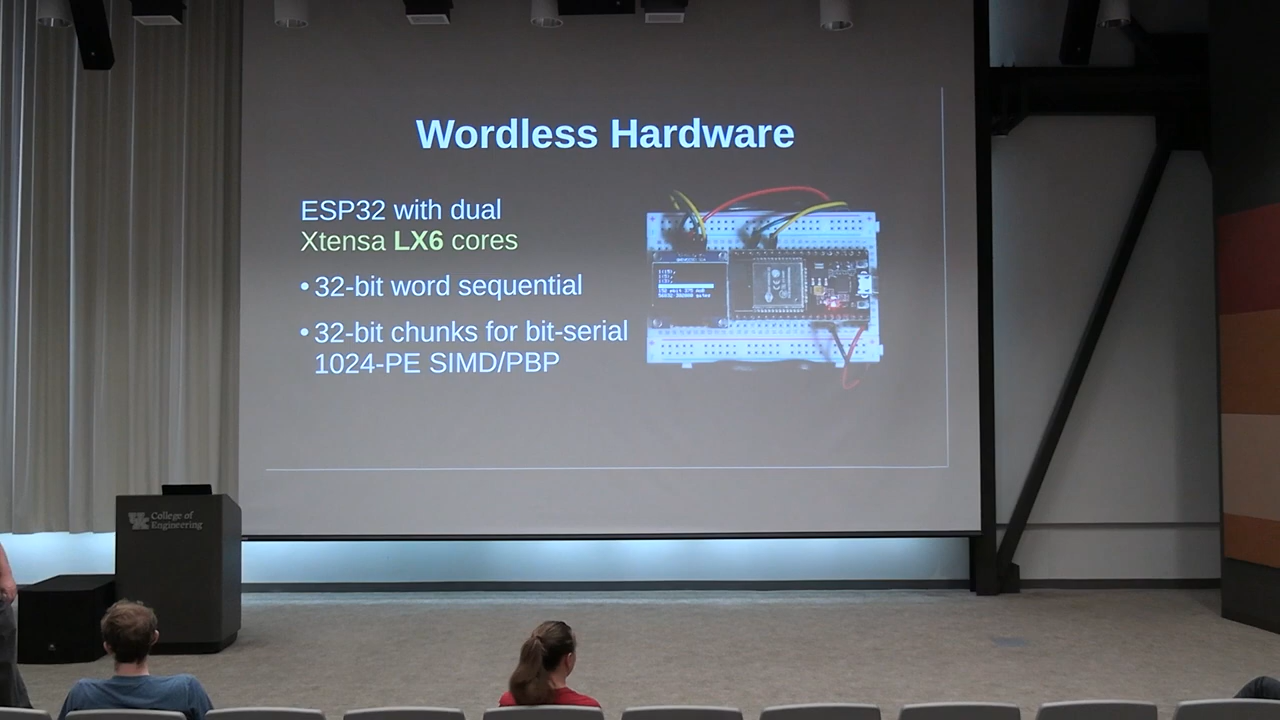 Wordless Hardware
ESP32 with dual
Xtensa LX6 cores
• 32-bit word sequential
• 32-bit chunks for bit-serial
1024-PE SIMD/PBP
UK College of
Engineering